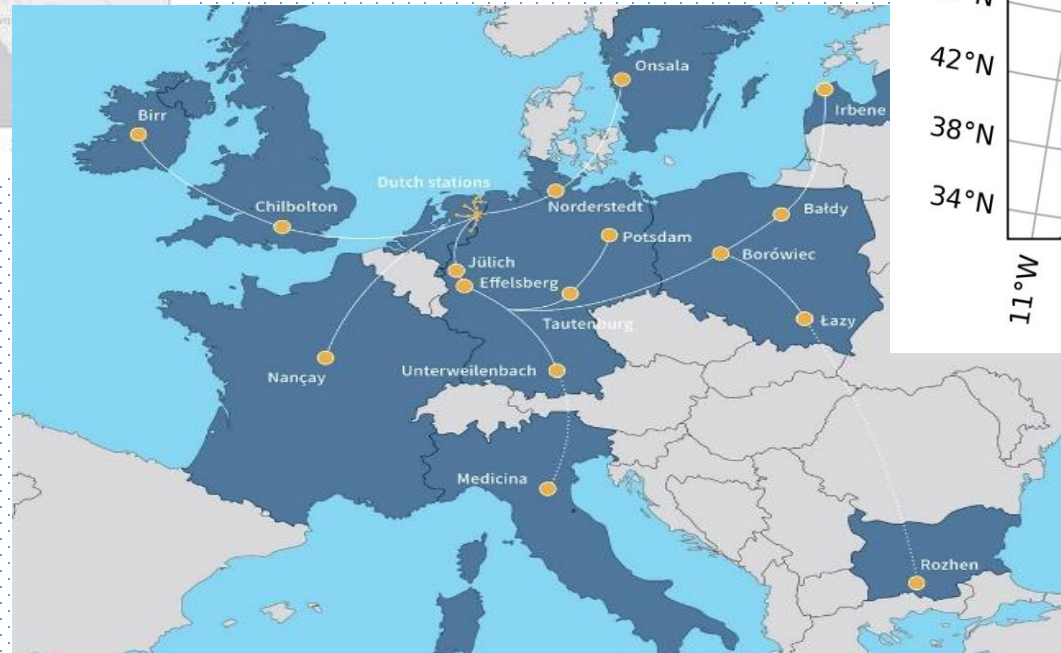 42°N
38°N
34°N
11°W
Onsala
Irbene
Birr
Dutch stations
Chilbolton
Norderstedt
Bałdy
Potsdam
Borówiec
Jülich
Effelsberg
Tautenburg
Łazy
Unterweilenbach
Nançay
Medicina
Rozhen